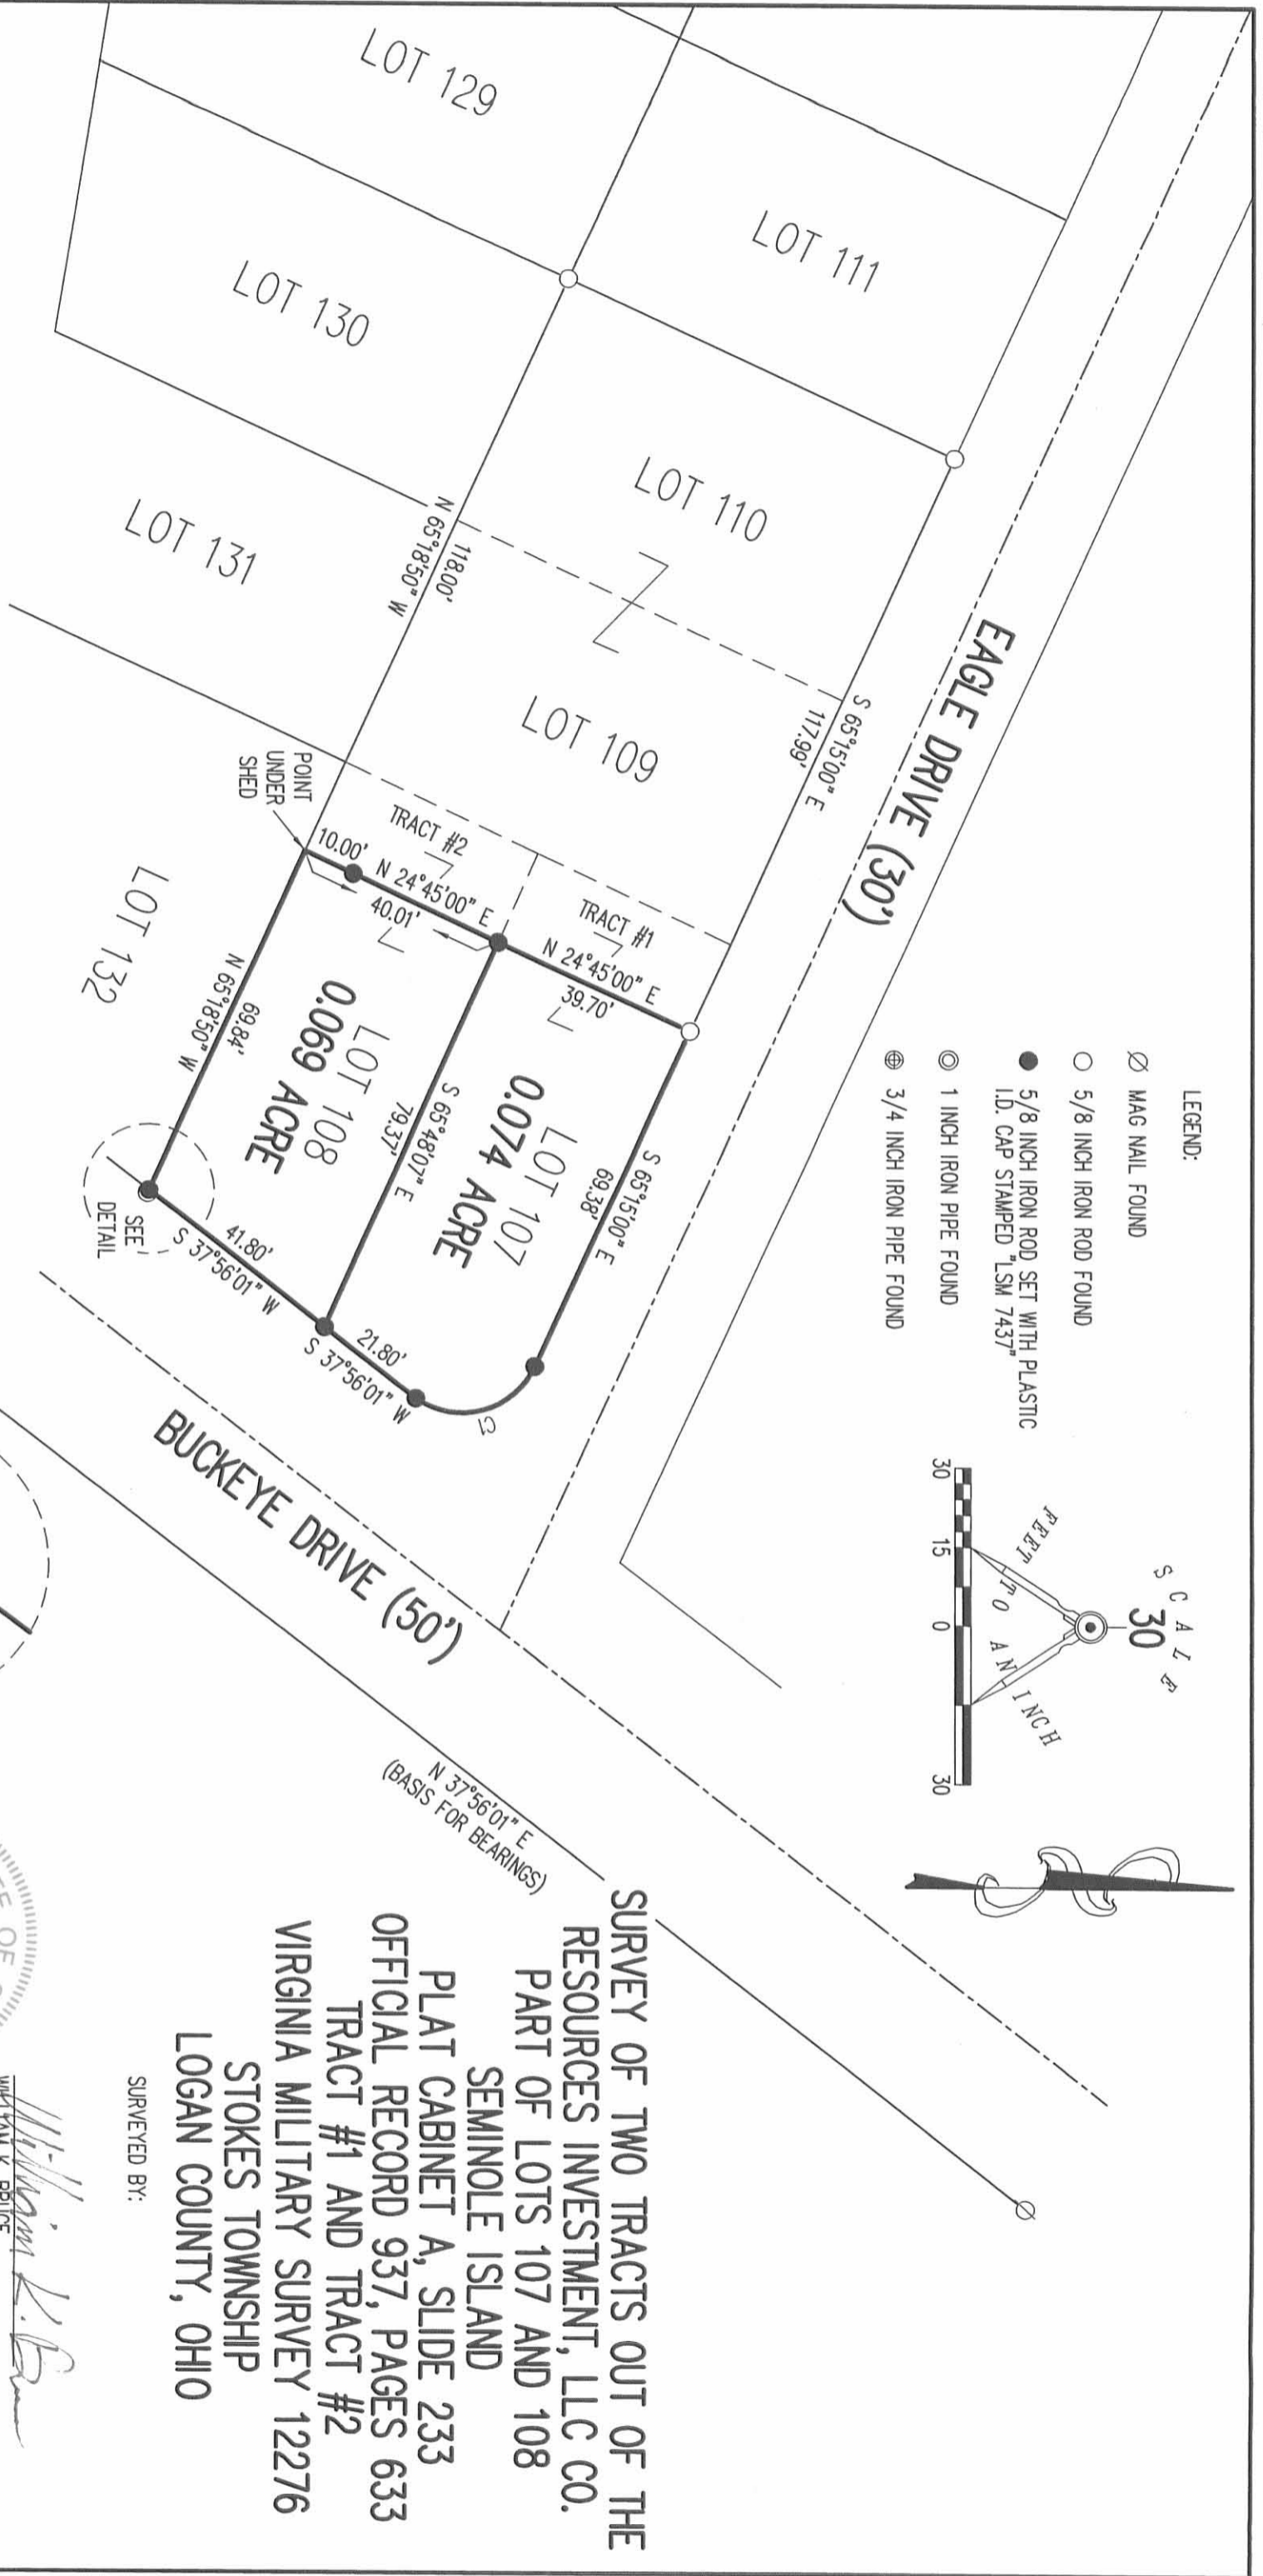 LEGEND:
Ø MAG NAIL FOUND
○ 5/8 INCH IRON ROD FOUND
● 5/8 INCH IRON ROD SET WITH PLASTIC
I.D. CAP STAMPED "LSM 7437"
◎ 1 INCH IRON PIPE FOUND
⊕ 3/4 INCH IRON PIPE FOUND
SCALE
30
FEET TO AN INCH
30 15 0 30
EAGLE DRIVE (30')
LOT 129
LOT 111
LOT 130
LOT 110
LOT 131
LOT 109
118.00'
N 65°18'50" W
S 65°15'00" E
117.99'
POINT
UNDER
SHED
TRACT #2
TRACT #1
10.00'
N 24°45'00" E
40.01'
N 24°45'00" E
39.70'
LOT 132
69.84'
N 65°18'50" W
LOT 108
0.069 ACRE
S 65°48'07" E
79.37'
LOT 107
0.074 ACRE
S 65°15'00" E
69.38'
SEE
DETAIL
41.80'
S 37°56'01" W
21.80'
S 37°56'01" W
BUCKEYE DRIVE (50')
N 37°56'01" E
(BASIS FOR BEARINGS)
SURVEY OF TWO TRACTS OUT OF THE
RESOURCES INVESTMENT, LLC CO.
PART OF LOTS 107 AND 108
SEMINOLE ISLAND
PLAT CABINET A, SLIDE 233
OFFICIAL RECORD 937, PAGES 633
TRACT #1 AND TRACT #2
VIRGINIA MILITARY SURVEY 12276
STOKES TOWNSHIP
LOGAN COUNTY, OHIO
SURVEYED BY:
William K. Bruce
WILLIAM K. BRUCE